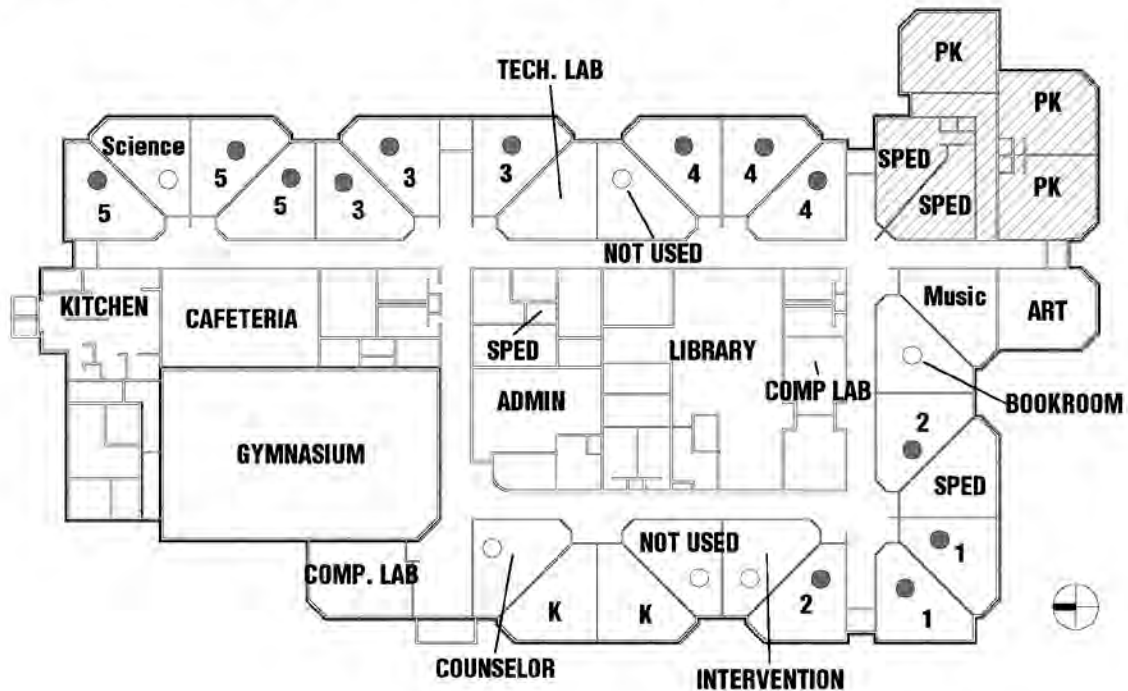 PK
TECH. LAB
PK
Science
5
3
3
4
4
SPED
5
5
3
4
SPED
PK
NOT USED
KITCHEN
CAFETERIA
Music
ART
SPED
LIBRARY
COMP LAB
ADMIN
BOOKROOM
2
GYMNASIUM
SPED
NOT USED
1
COMP. LAB
K
K
2
1
COUNSELOR
INTERVENTION